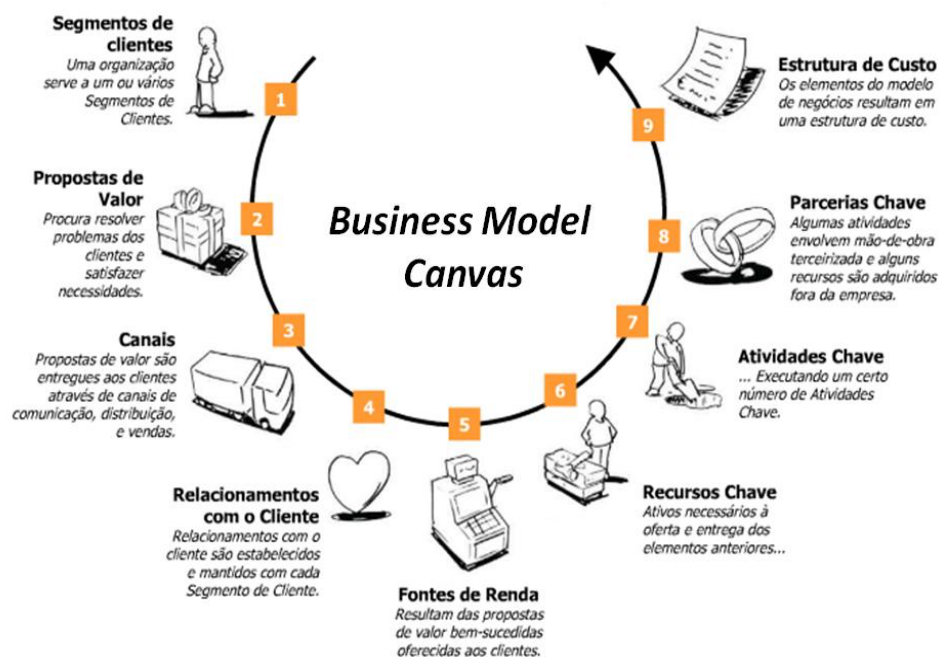 Segmentos de
clientes
Uma organização
serve a um ou vários
Segmentos de
Clientes.
1
Propostas de
Valor
Procura resolver
problemas dos
clientes e
satisfazer
necessidades.
2
Canais
Propostas de valor são
entregues aos clientes
através de canais de
comunicação, distribuição,
e vendas.
3
Relacionamentos
com o Cliente
Relacionamentos com o
cliente são estabelecidos
e mantidos com cada
Segmento de Cliente.
4
Fontes de Renda
Resultam das propostas
de valor bem-sucedidas
oferecidas aos clientes.
5
Recursos Chave
Ativos necessários à
oferta e entrega dos
elementos anteriores...
6
Atividades Chave
... Executando um certo
número de Atividades
Chave.
7
Parcerias Chave
Algumas atividades
envolvem mão-de-obra
terceirizada e alguns
recursos são adquiridos
fora da empresa.
8
Estrutura de Custo
Os elementos do modelo
de negócios resultam em
uma estrutura de custo.
9
Business Model
Canvas